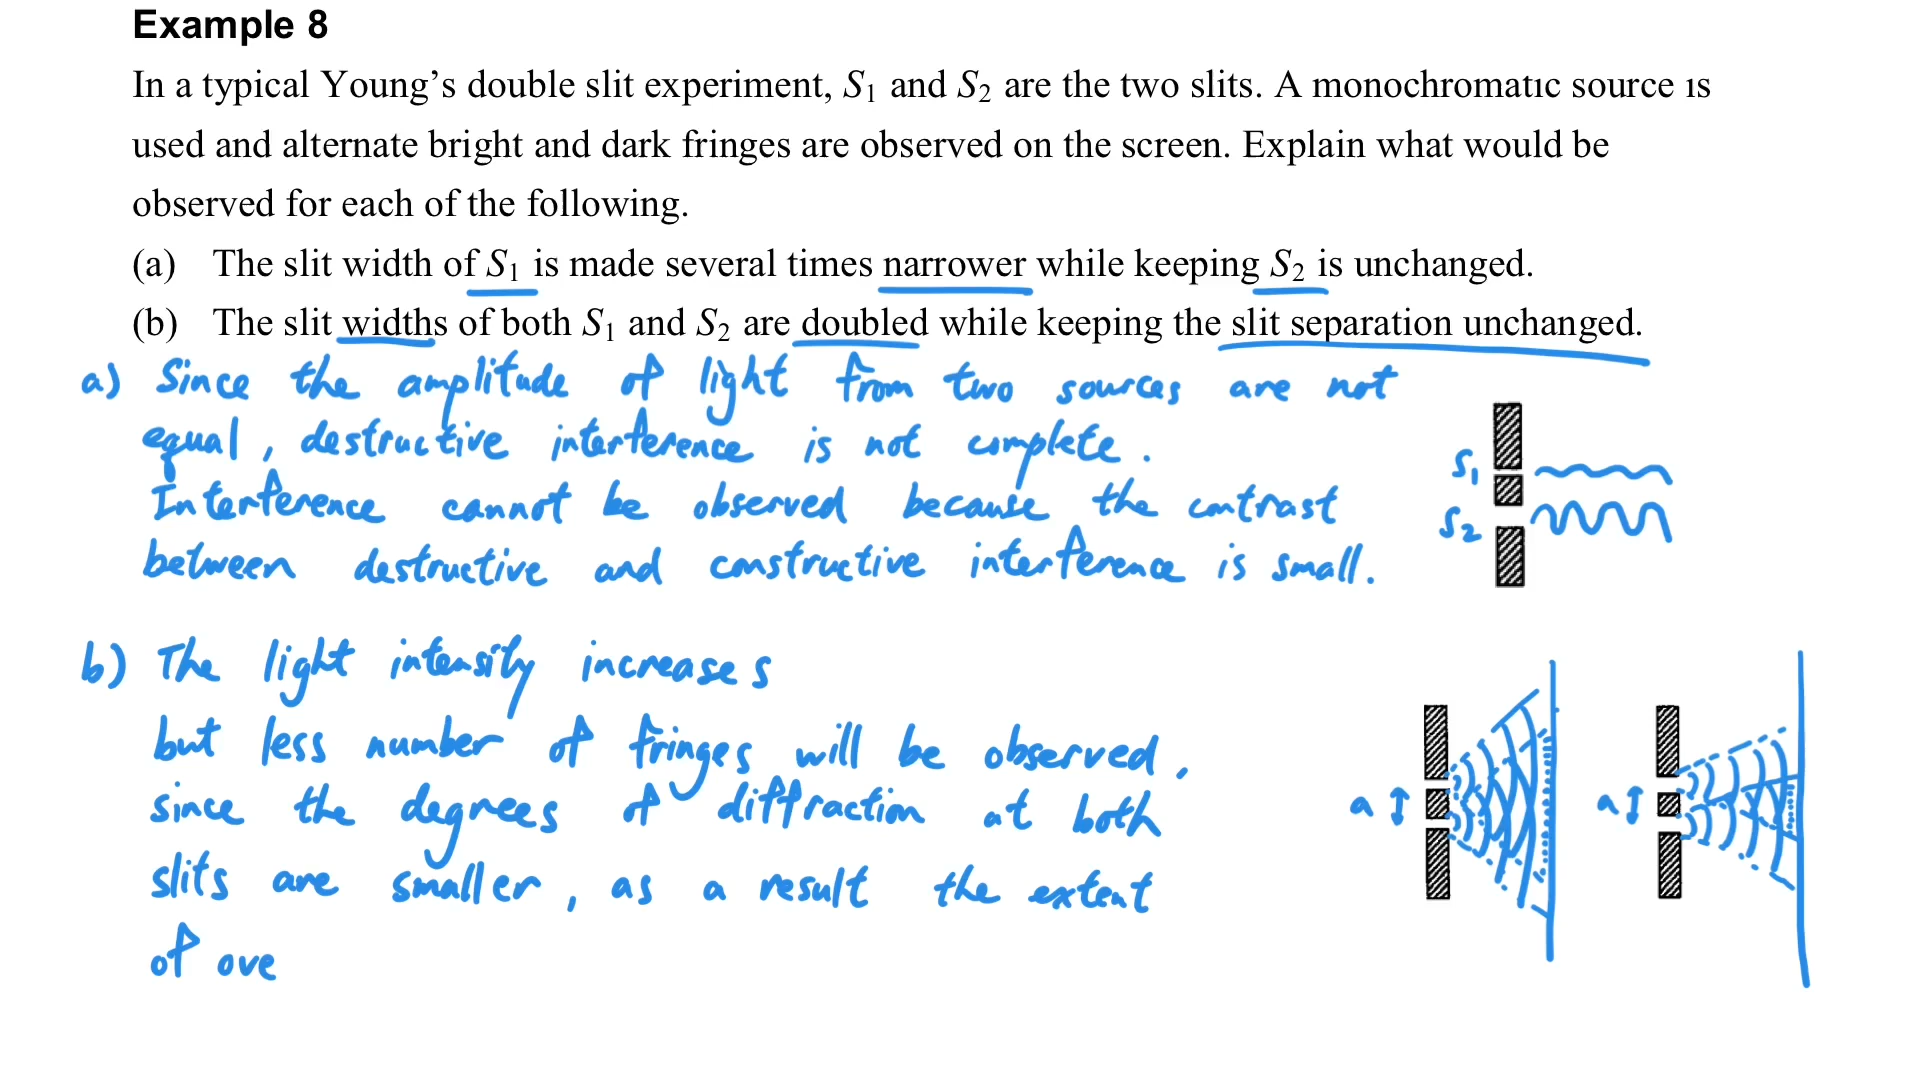 Example 8
In a typical Young's double slit experiment, S₁ and S₂ are the two slits. A monochromatic source is
used and alternate bright and dark fringes are observed on the screen. Explain what would be
observed for each of the following.
(a) The slit width of S₁ is made several times narrower while keeping S₂ is unchanged.
(b) The slit widths of both S₁ and S₂ are doubled while keeping the slit separation unchanged.
a) Since the amplitude of light from two sources are not
equal, destructive interference is not complete.
Interference cannot be observed because the contrast
between destructive and constructive interference is small.
S₁
S₂
b) The light intensity increases
but less number of fringes will be observed,
since the degrees of diffraction at both
slits are smaller, as a result the extent
of ove
a
a